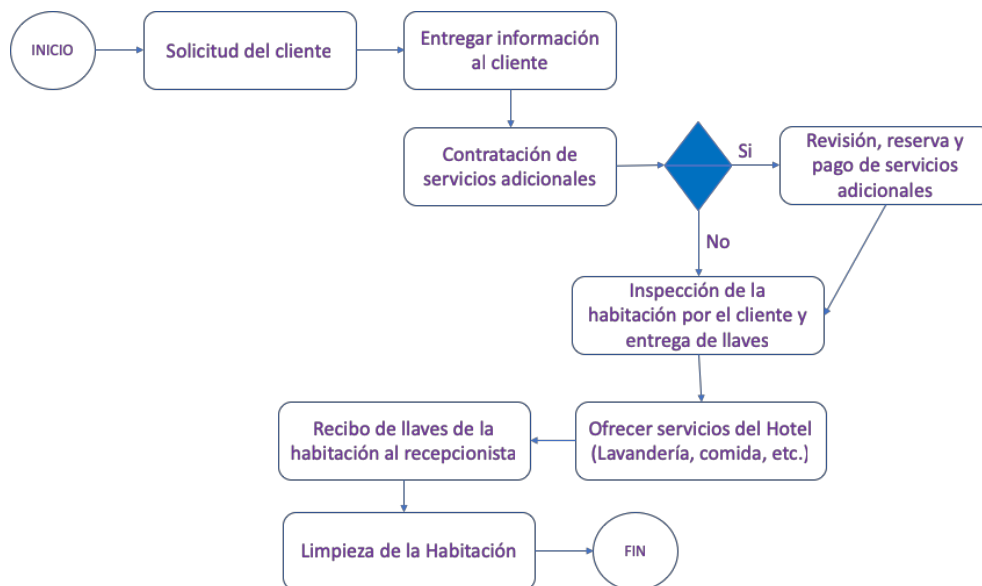 INICIO
Solicitud del cliente
Entregar información
al cliente
Contratación de
servicios adicionales
Si
Revisión, reserva y
pago de servicios
adicionales
No
Inspección de la
habitación por el cliente y
entrega de llaves
Ofrecer servicios del Hotel
(Lavandería, comida, etc.)
Recibo de llaves de la
habitación al recepcionista
Limpieza de la Habitación
FIN